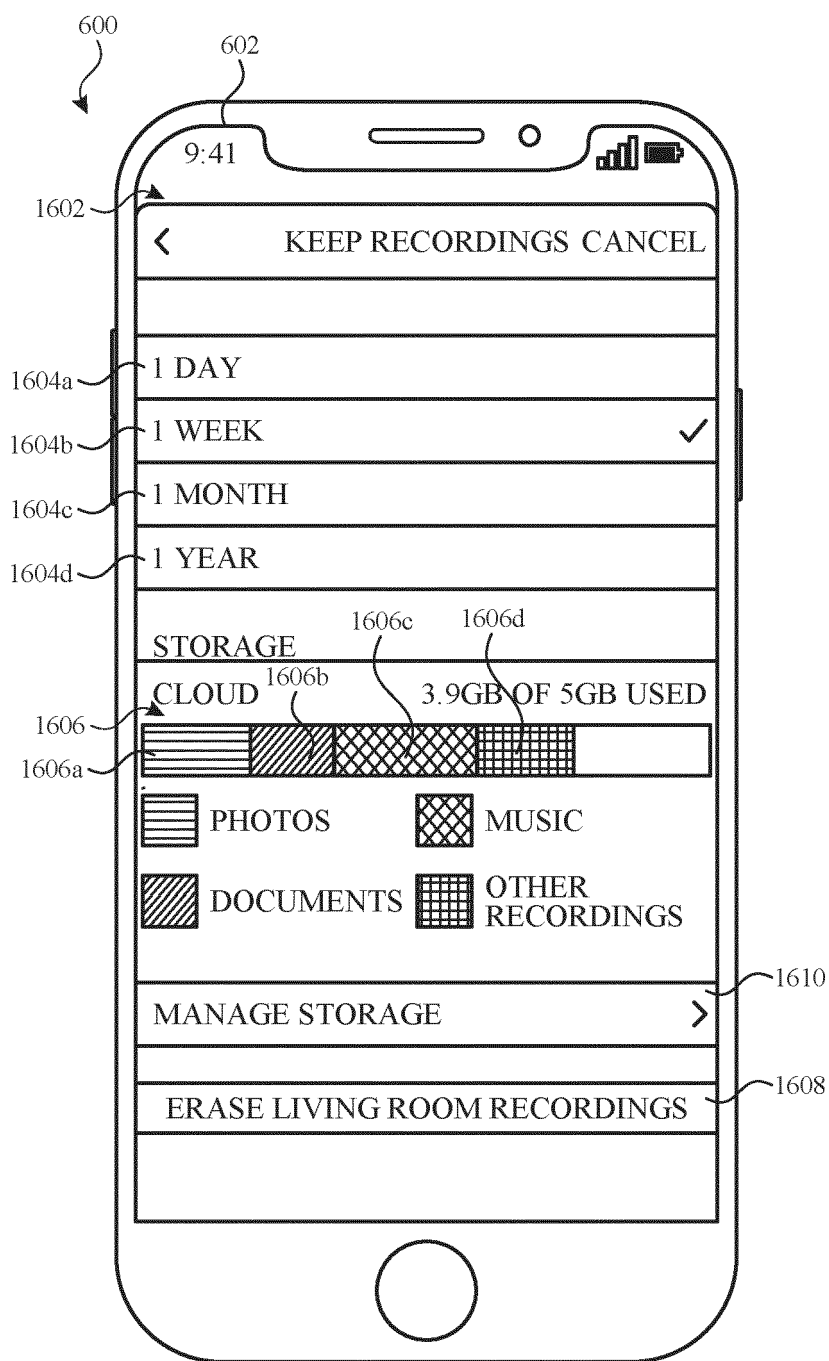 600
602
9:41
1602
KEEP RECORDINGS CANCEL
1604a
1 DAY
1604b
1 WEEK
1604c
1 MONTH
1604d
1 YEAR
1606c
1606d
STORAGE
1606b
CLOUD
3.9GB OF 5GB USED
1606
1606a
PHOTOS
MUSIC
DOCUMENTS
OTHER
RECORDINGS
1610
MANAGE STORAGE
1608
ERASE LIVING ROOM RECORDINGS